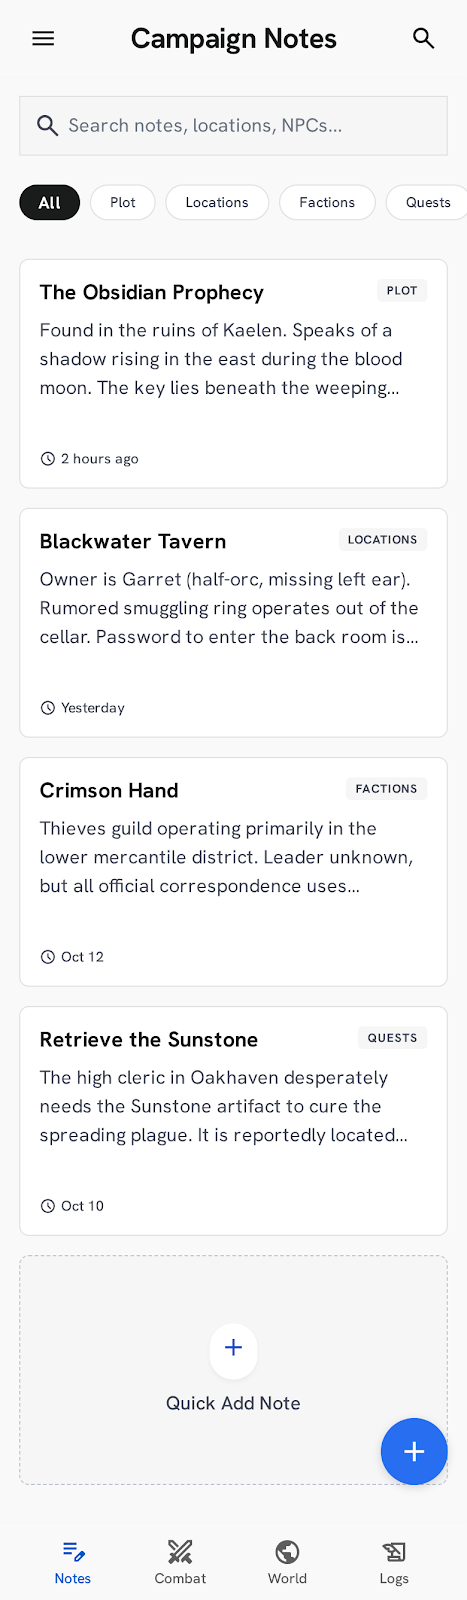 Campaign Notes
Search notes, locations, NPCs...
All
Plot
Locations
Factions
Quests
The Obsidian Prophecy
PLOT
Found in the ruins of Kaelen. Speaks of a
shadow rising in the east during the blood
moon. The key lies beneath the weeping...
2 hours ago
Blackwater Tavern
LOCATIONS
Owner is Garret (half-orc, missing left ear).
Rumored smuggling ring operates out of the
cellar. Password to enter the back room is...
Yesterday
Crimson Hand
FACTIONS
Thieves guild operating primarily in the
lower mercantile district. Leader unknown,
but all official correspondence uses...
Oct 12
Retrieve the Sunstone
QUESTS
The high cleric in Oakhaven desperately
needs the Sunstone artifact to cure the
spreading plague. It is reportedly located...
Oct 10
Quick Add Note
Notes
Combat
World
Logs